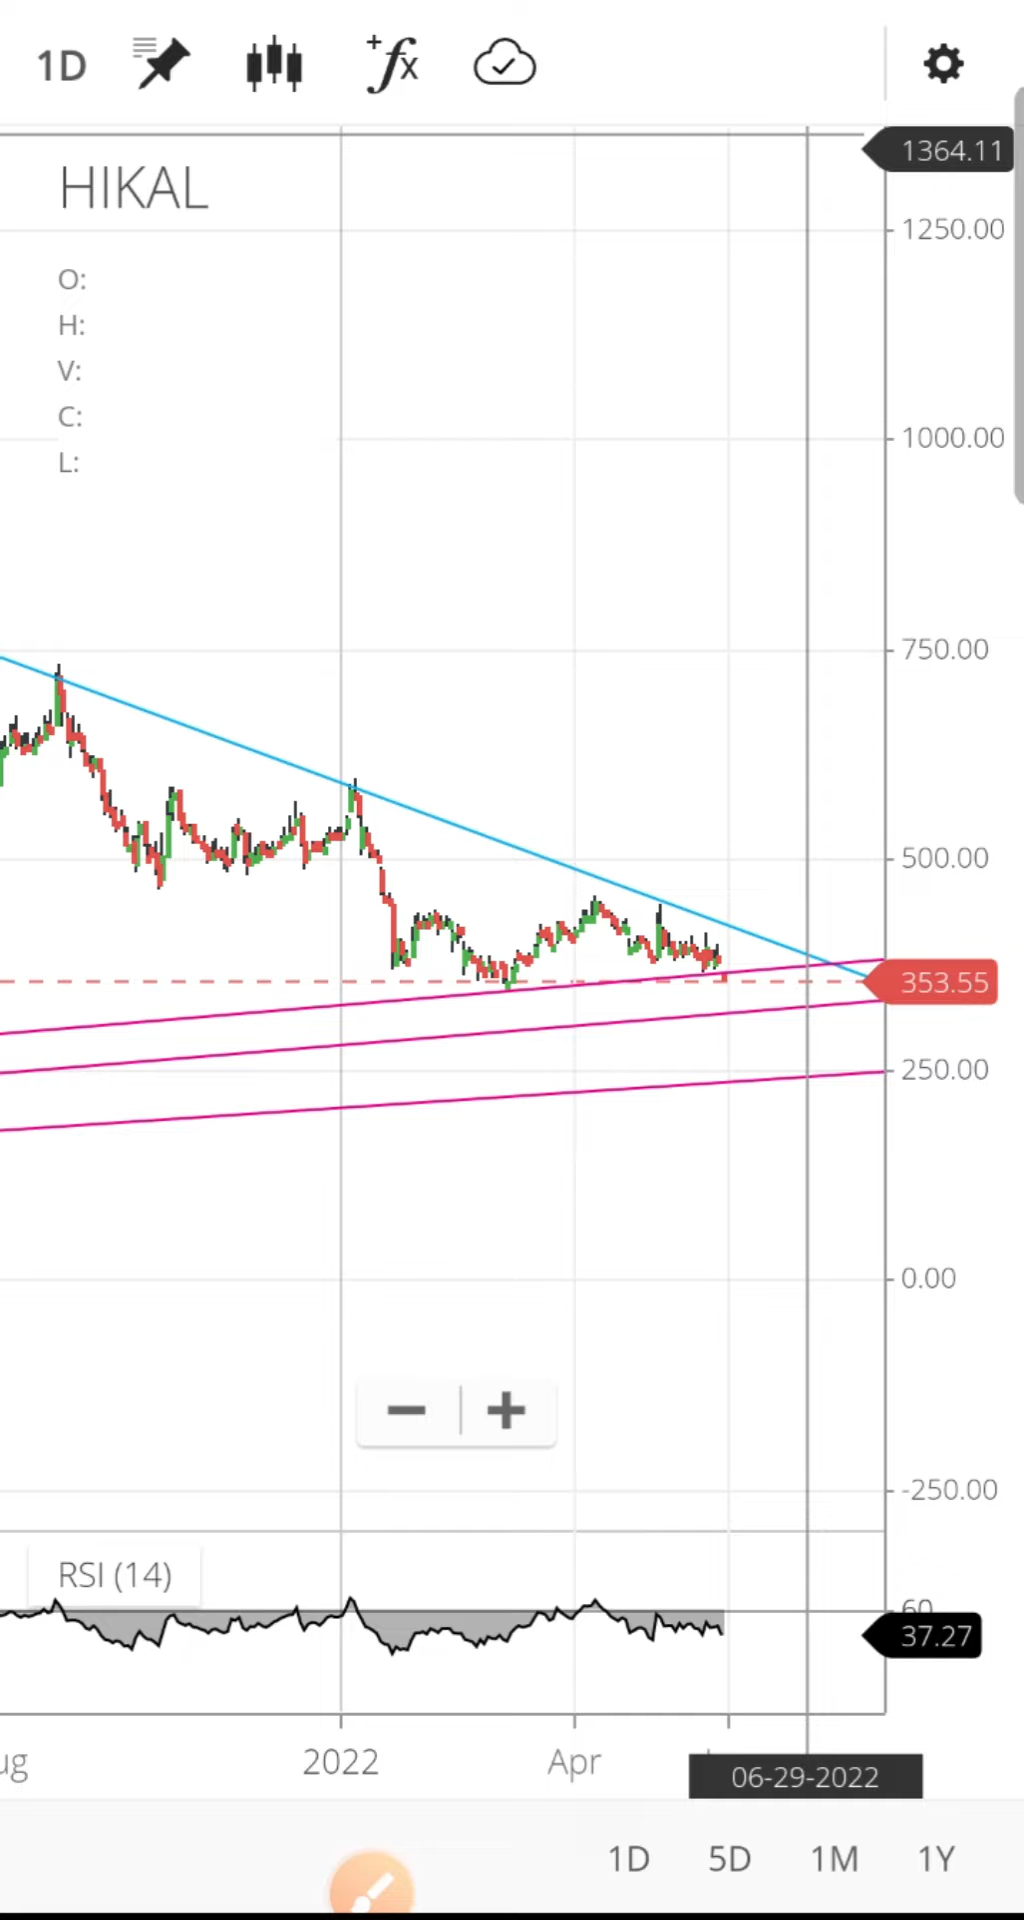 1D fx
1364.11
HIKAL
1250.00
O:
H:
V:
C:
1000.00
L:
750.00
500.00
353.55
250.00
0.00
-250.00
RSI (14)
60
37.27
ug 2022 Apr
06-29-2022
1D 5D 1M 1Y